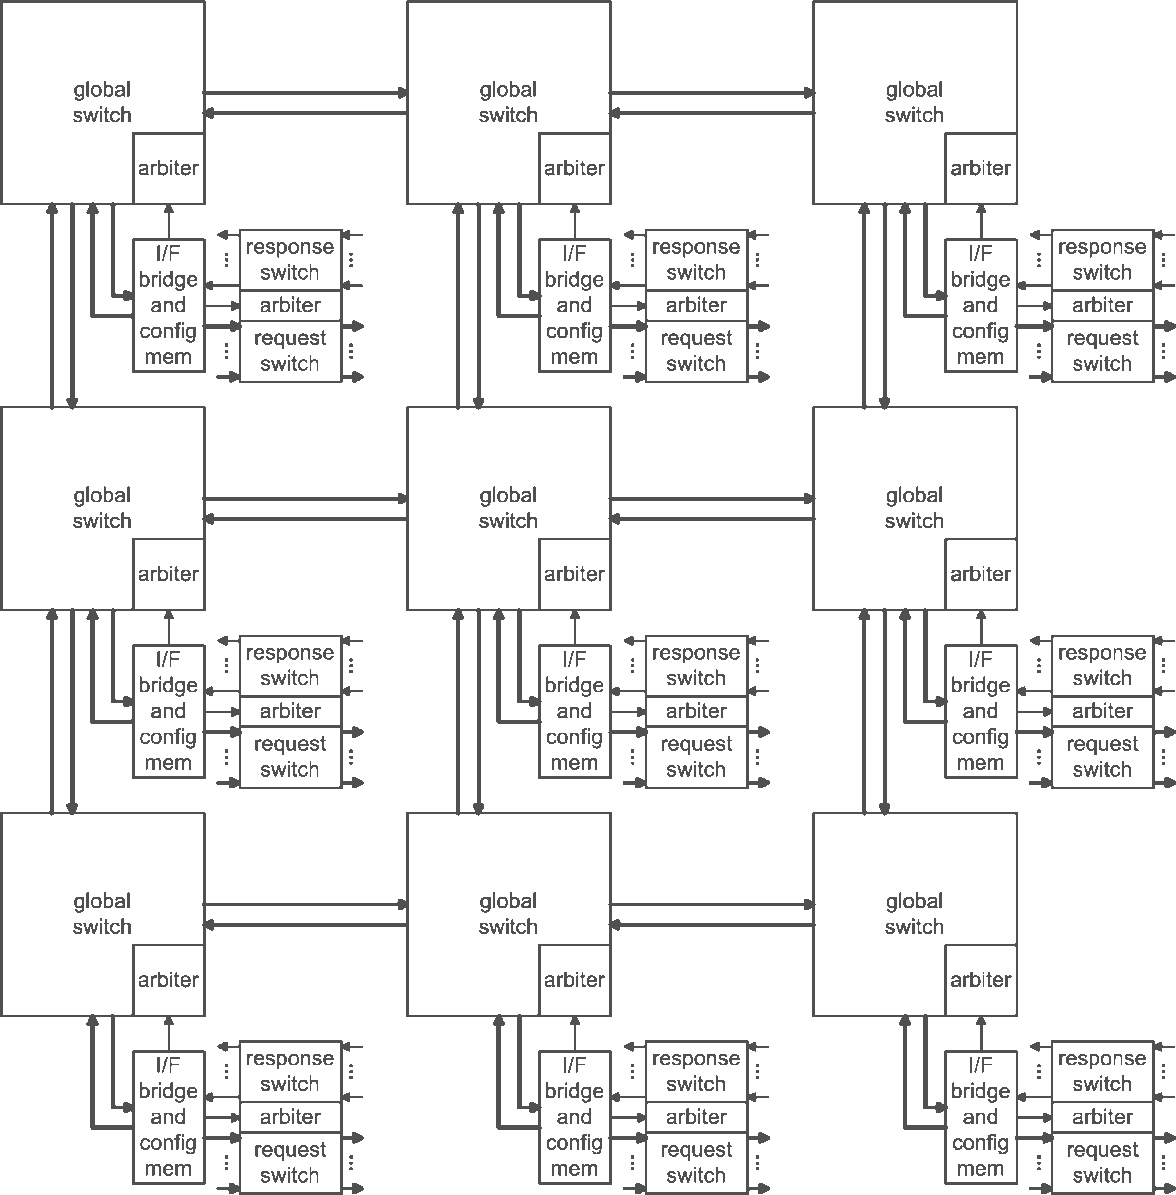 global
switch
arbiter
global
switch
arbiter
global
switch
arbiter
I/F
bridge
and
config
mem
response
switch
arbiter
request
switch
I/F
bridge
and
config
mem
response
switch
arbiter
request
switch
I/F
bridge
and
config
mem
response
switch
arbiter
request
switch
global
switch
arbiter
global
switch
arbiter
global
switch
arbiter
I/F
bridge
and
config
mem
response
switch
arbiter
request
switch
I/F
bridge
and
config
mem
response
switch
arbiter
request
switch
I/F
bridge
and
config
mem
response
switch
arbiter
request
switch
global
switch
arbiter
global
switch
arbiter
global
switch
arbiter
I/F
bridge
and
config
mem
response
switch
arbiter
request
switch
I/F
bridge
and
config
mem
response
switch
arbiter
request
switch
I/F
bridge
and
config
mem
response
switch
arbiter
request
switch